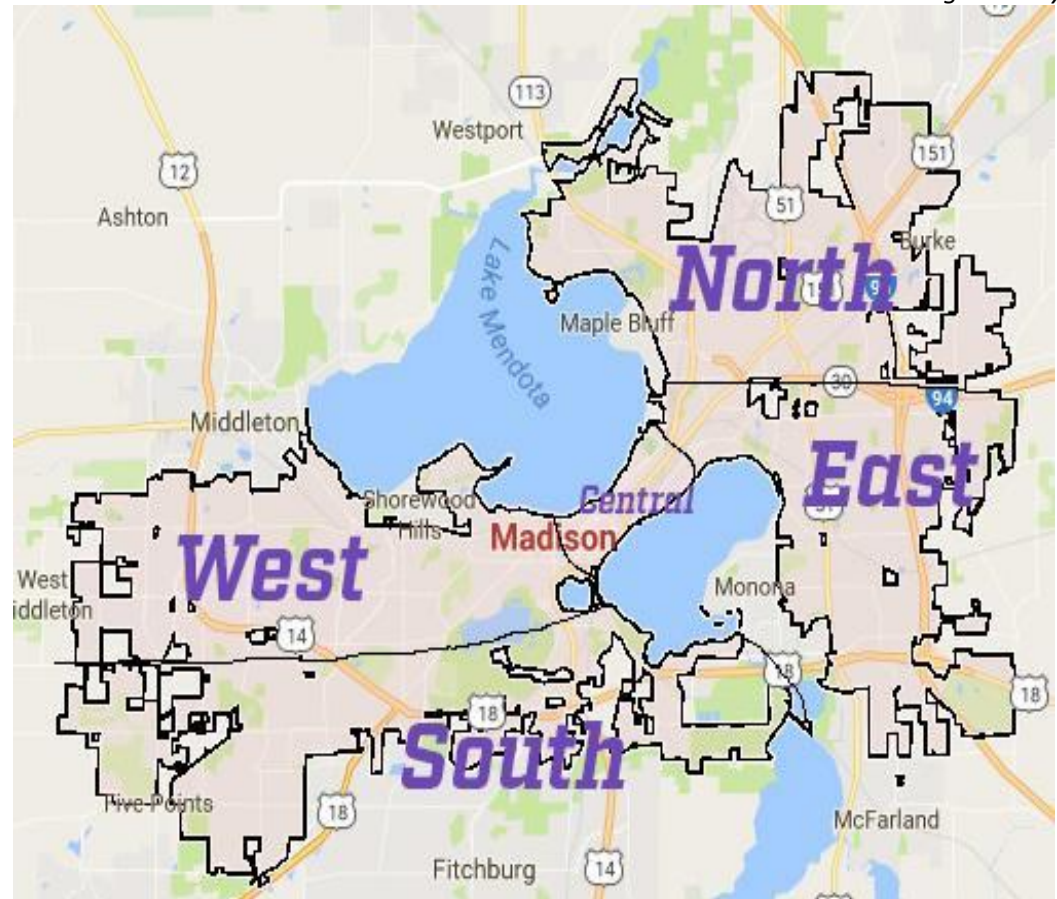 113
Westport
151
12
51
Ashton
Burke
North
Lake Mendota
Maple Bluff
30
94
Middleton
East
Shorewood
Hills
Central
Madison
West
West
iddleton
Monona
14
18
18
18
South
Five Points
18
McFarland
Fitchburg
14